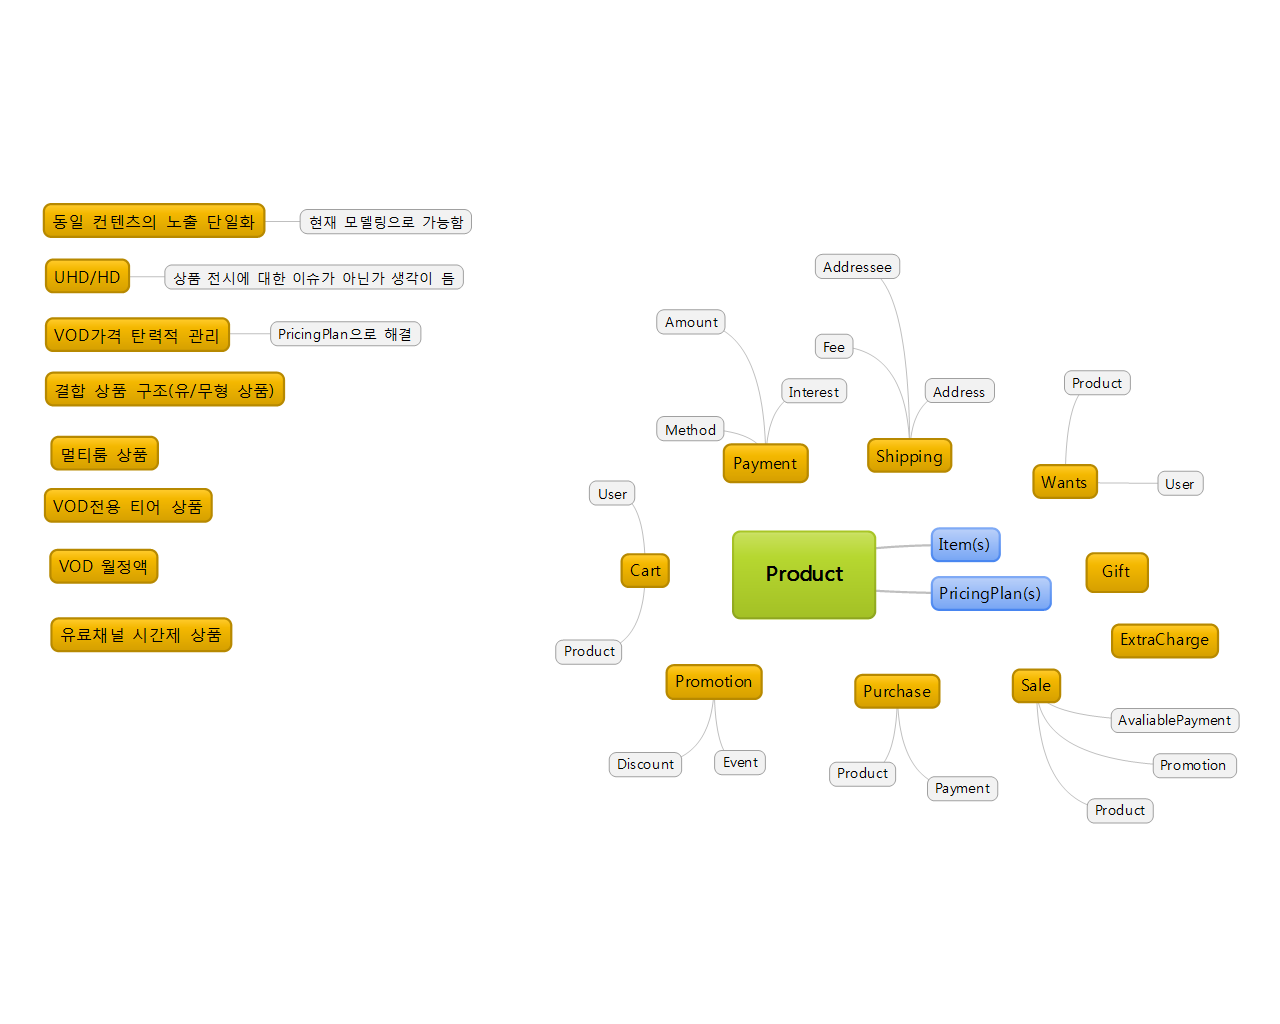 동일 컨텐츠의 노출 단일화
현재 모델링으로 가능함
UHD/HD
상품 전시에 대한 이슈가 아닌가 생각이 듬
VOD가격 탄력적 관리
PricingPlan으로 해결
결합 상품 구조(유/무형 상품)
멀티룸 상품
VOD전용 티어 상품
VOD 월정액
유료채널 시간제 상품
Addressee
Amount
Fee
Interest
Address
Method
Payment
Shipping
Product
Wants
User
User
Cart
Product
Product
Item(s)
PricingPlan(s)
Gift
ExtraCharge
Promotion
Discount
Event
Purchase
Product
Payment
Sale
AvaliablePayment
Promotion
Product